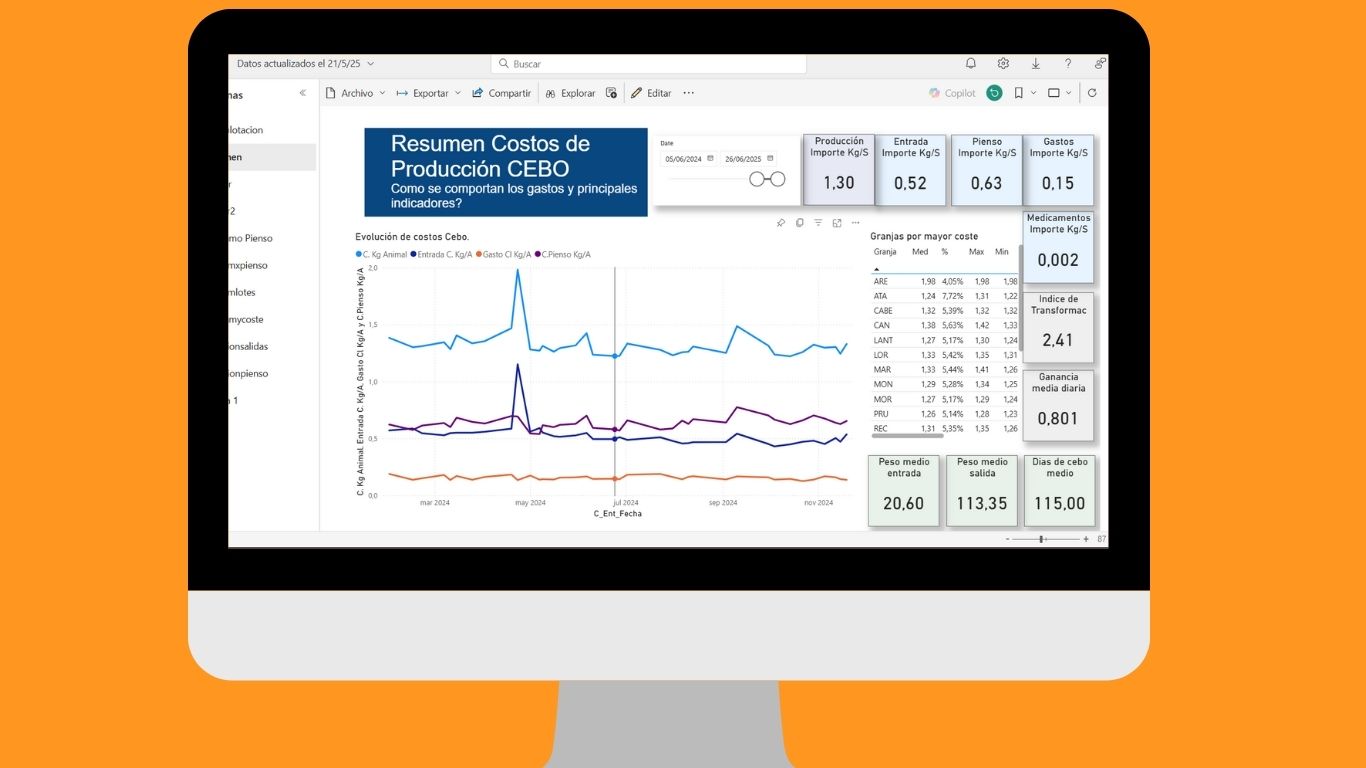 Datos actualizados el 21/5/25
Buscar
nas
Archivo
Exportar
Compartir
Explorar
Editar
Copilot
ilotacion
nen
r
r2
mo Pienso
mxpienso
mlotes
mycoste
ionsalidas
ionpienso
a 1
Resumen Costos de
Producción CEBO
Como se comportan los gastos y principales
indicadores?
Date
05/06/2024
26/06/2025
Producción
Importe Kg/S
1,30
Entrada
Importe Kg/S
0,52
Pienso
Importe Kg/S
0,63
Gastos
Importe Kg/S
0,15
Medicamentos
Importe Kg/S
0,002
Indice de
Transformac
2,41
Ganancia
media diaria
0,801
Evolución de costos Cebo.
C. Kg Animal Entrada C. Kg/A Gasto Cl Kg/A C.Pienso Kg/A
C. Kg Animal, Entrada C. Kg/A, Gasto Cl Kg/A y C.Pienso Kg/A
2,0
1,5
1,0
0,5
0,0
mar 2024 may 2024 jul 2024 sep 2024 nov 2024
C_Ent_Fecha
Granjas por mayor coste
Granja Med % Max Min
ARE 1,98 4,05% 1,98 1,98
ATA 1,24 7,72% 1,31 1,22
CABE 1,32 5,39% 1,32 1,32
CAN 1,38 5,63% 1,42 1,33
LANT 1,27 5,17% 1,30 1,24
LOR 1,33 5,42% 1,35 1,31
MAR 1,33 5,44% 1,41 1,26
MON 1,29 5,28% 1,34 1,25
MOR 1,27 5,17% 1,29 1,24
PRU 1,26 5,14% 1,28 1,23
REC 1,31 5,35% 1,35 1,26
Peso medio
entrada
20,60
Peso medio
salida
113,35
Dias de cebo
medio
115,00
- + 87